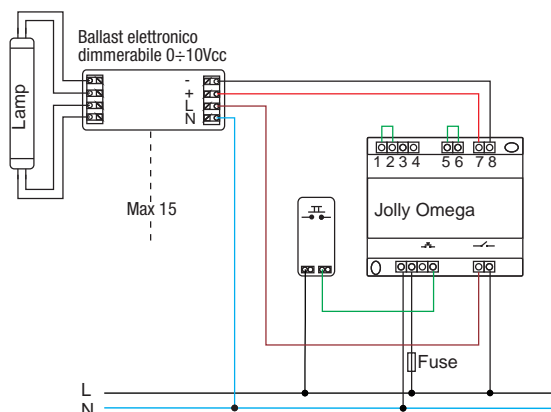 Ballast elettronico
dimmerabile 0÷10Vcc
Lamp
-
+
L
N
Max 15
1 2 3 4 5 6 7 8
Jolly Omega
Fuse
L
N